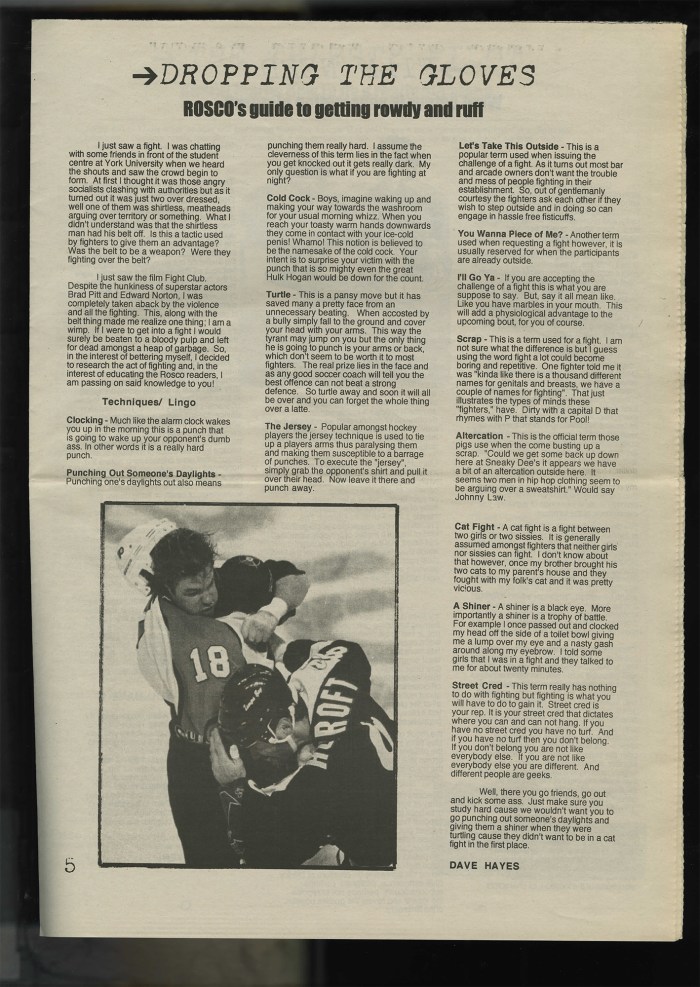 →DROPPING THE GLOVES
ROSCO's guide to getting rowdy and ruff
I just saw a fight. I was chatting
with some friends in front of the student
centre at York University when we heard
the shouts and saw the crowd begin to
form. At first I thought it was those angry
socialists clashing with authorities but as it
turned out it was just two over dressed,
well one of them was shirtless, meatheads
arguing over territory or something. What I
didn't understand was that the shirtless
man had his belt off. Is this a tactic used
by fighters to give them an advantage?
Was the belt to be a weapon? Were they
fighting over the belt?
I just saw the film Fight Club.
Despite the hunkiness of superstar actors
Brad Pitt and Edward Norton, I was
completely taken aback by the violence
and all the fighting. This, along with the
belt thing made me realize one thing; I am a
wimp. If I were to get into a fight I would
surely be beaten to a bloody pulp and left
for dead amongst a heap of garbage. So,
in the interest of bettering myself, I decided
to research the act of fighting and, in the
interest of educating the Rosco readers, I
am passing on said knowledge to you!
Techniques/ Lingo
Clocking - Much like the alarm clock wakes
you up in the morning this is a punch that
is going to wake up your opponent's dumb
ass. In other words it is a really hard
punch.
Punching Out Someone's Daylights -
Punching one's daylights out also means
punching them really hard. I assume the
cleverness of this term lies in the fact when
you get knocked out it gets really dark. My
only question is what if you are fighting at
night?
Cold Cock - Boys, imagine waking up and
making your way towards the washroom
for your usual morning whizz. When you
reach your toasty warm hands downwards
they come in contact with your ice-cold
penis! Whamo! This notion is believed to
be the namesake of the cold cock. Your
intent is to surprise your victim with the
punch that is so mighty even the great
Hulk Hogan would be down for the count.
Turtle - This is a pansy move but it has
saved many a pretty face from an
unnecessary beating. When accosted by
a bully simply fall to the ground and cover
your head with your arms. This way the
tyrant may jump on you but the only thing
he is going to punch is your arms or back,
which don't seem to be worth it to most
fighters. The real prize lies in the face and
as any good soccer coach will tell you the
best offence can not beat a strong
defence. So turtle away and soon it will all
be over and you can forget the whole thing
over a latte.
The Jersey - Popular amongst hockey
players the jersey technique is used to tie
up a players arms thus paralysing them
and making them susceptible to a barrage
of punches. To execute the "jersey",
simply grab the opponent's shirt and pull it
over their head. Now leave it there and
punch away.
Let's Take This Outside - This is a
popular term used when issuing the
challenge of a fight. As it turns out most bar
and arcade owners don't want the trouble
and mess of people fighting in their
establishment. So, out of gentlemanly
courtesy the fighters ask each other if they
wish to step outside and in doing so can
engage in hassle free fisticuffs.
You Wanna Piece of Me? - Another term
used when requesting a fight however, it is
usually reserved for when the participants
are already outside.
I'll Go Ya - If you are accepting the
challenge of a fight this is what you are
suppose to say. But, say it all mean like.
Like you have marbles in your mouth. This
will add a physiological advantage to the
upcoming bout, for you of course.
Scrap - This is a term used for a fight. I am
not sure what the difference is but I guess
using the word fight a lot could become
boring and repetitive. One fighter told me it
was "kinda like there is a thousand different
names for genitals and breasts, we have a
couple of names for fighting". That just
illustrates the types of minds these
"fighters," have. Dirty with a capital D that
rhymes with P that stands for Pool!
Altercation - This is the official term those
pigs use when the come busting up a
scrap. "Could we get some back up down
here at Sneaky Dee's it appears we have
a bit of an altercation outside here. It
seems two men in hip hop clothing seem to
be arguing over a sweatshirt." Would say
Johnny Law.
Cat Fight - A cat fight is a fight between
two girls or two sissies. It is generally
assumed amongst fighters that neither girls
nor sissies can fight. I don't know about
that however, once my brother brought his
two cats to my parent's house and they
fought with my folk's cat and it was pretty
vicious.
A Shiner - A shiner is a black eye. More
importantly a shiner is a trophy of battle.
For example I once passed out and clocked
my head off the side of a toilet bowl giving
me a lump over my eye and a nasty gash
around along my eyebrow. I told some
girls that I was in a fight and they talked to
me for about twenty minutes.
Street Cred - This term really has nothing
to do with fighting but fighting is what you
will have to do to gain it. Street cred is
your rep. It is your street cred that dictates
where you can and can not hang. If you
have no street cred you have no turf. And
if you have no turf then you don't belong.
If you don't belong you are not like
everybody else. If you are not like
everybody else you are different. And
different people are geeks.
Well, there you go friends, go out
and kick some ass. Just make sure you
study hard cause we wouldn't want you to
go punching out someone's daylights and
giving them a shiner when they were
turtling cause they didn't want to be in a cat
fight in the first place.
DAVE HAYES
18
5